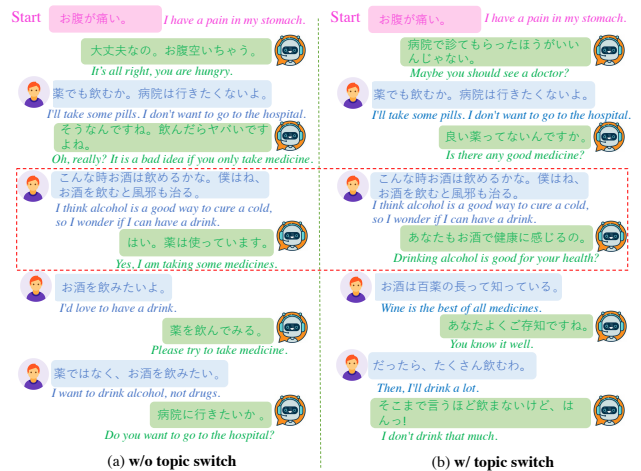 Start
お腹が痛い。
I have a pain in my stomach.
大丈夫なの。お腹空いちゃう。
It's all right, you are hungry.
薬でも飲むか。病院は行きたくないよ。
I'll take some pills. I don't want to go to the hospital.
そうなんですね。飲んだらヤバいです
よね。
Oh, really? It is a bad idea if you only take medicine.
こんな時お酒は飲めるかな。僕はね、
お酒を飲むと風邪も治る。
I think alcohol is a good way to cure a cold,
so I wonder if I can have a drink.
はい。薬は使っています。
Yes, I am taking some medicines.
お酒を飲みたいよ。
I'd love to have a drink.
薬を飲んでみる。
Please try to take medicine.
薬ではなく、お酒を飲みたい。
I want to drink alcohol, not drugs.
病院に行きたいか 。
Do you want to go to the hospital?
(a) w/o topic switch
Start
お腹が痛い。
I have a pain in my stomach.
病院で診てもらったほうがいい
んじゃない。
Maybe you should see a doctor?
薬でも飲むか。病院は行きたくないよ。
I'll take some pills. I don't want to go to the hospital.
良い薬ってないんですか。
Is there any good medicine?
こんな時お酒は飲めるかな。僕はね、
お酒を飲むと風邪も治る。
I think alcohol is a good way to cure a cold,
so I wonder if I can have a drink.
あなたもお酒で健康に感じるの。
Drinking alcohol is good for your health?
お酒は百薬の長って知っている。
Wine is the best of all medicines.
あなたよくご存知ですね。
You know it well.
だったら、たくさん飲むわ。
Then, I'll drink a lot.
そこまで言うほど飲まないけど、は
んっ!
I don't drink that much.
(b) w/ topic switch